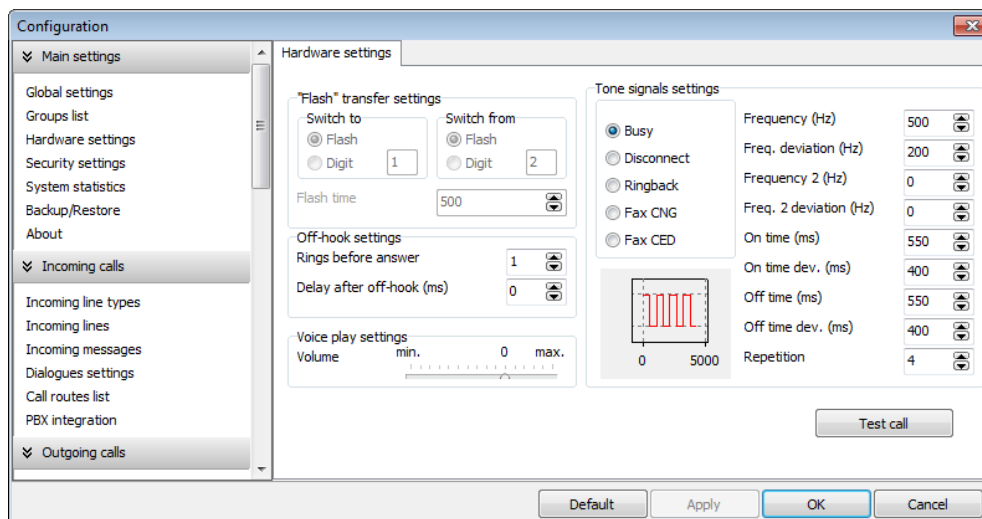 Configuration
Main settings
Global settings
Groups list
Hardware settings
Security settings
System statistics
Backup/Restore
About
Incoming calls
Incoming line types
Incoming lines
Incoming messages
Dialogues settings
Call routes list
PBX integration
Outgoing calls
Hardware settings
"Flash" transfer settings
Switch to
Flash
Digit 1
Switch from
Flash
Digit 2
Flash time 500
Off-hook settings
Rings before answer 1
Delay after off-hook (ms) 0
Voice play settings
Volume min. 0 max.
Tone signals settings
Busy
Disconnect
Ringback
Fax CNG
Fax CED
0 5000
Frequency (Hz) 500
Freq. deviation (Hz) 200
Frequency 2 (Hz) 0
Freq. 2 deviation (Hz) 0
On time (ms) 550
On time dev. (ms) 400
Off time (ms) 550
Off time dev. (ms) 400
Repetition 4
Test call
Default Apply OK Cancel